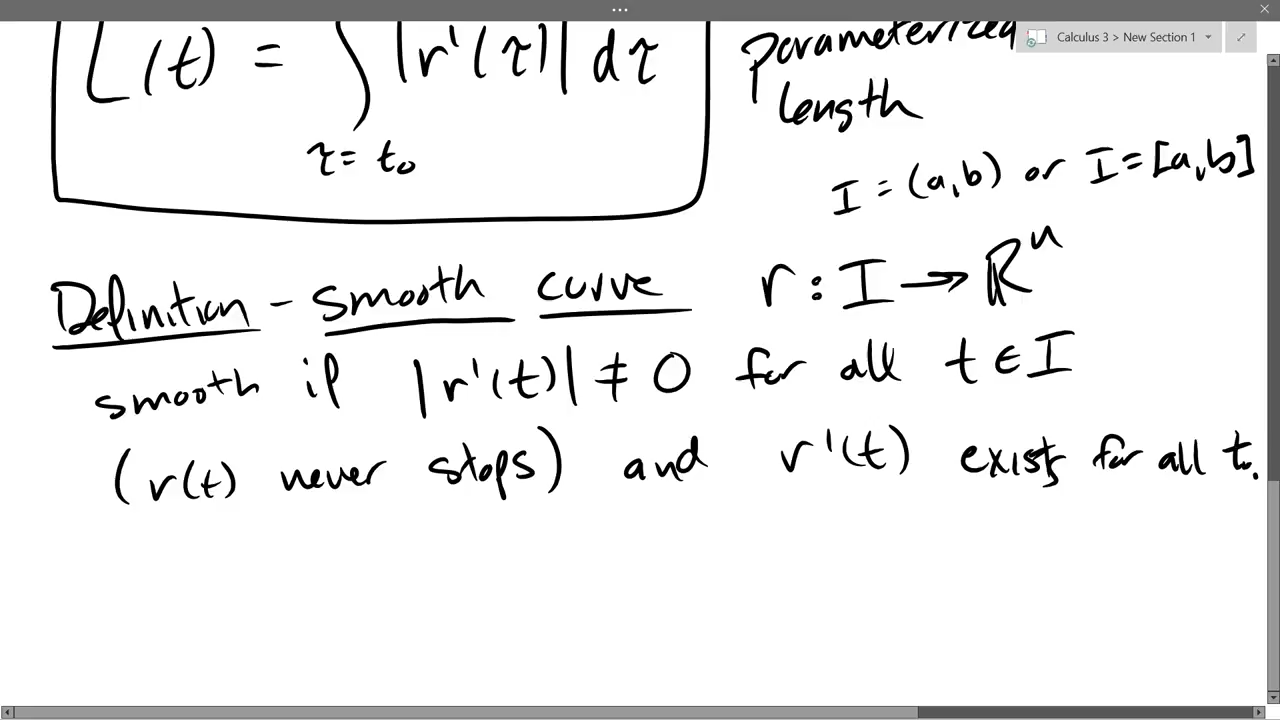 Calculus 3 > New Section 1
L(t) = ∫ |r'(τ)| dτ
τ = t₀
parameterized
length
I = (a,b) or I = [a,b]
Definition - smooth curve r : I → ℝⁿ
smooth if |r'(t)| ≠ 0 for all t ∈ I
(r(t) never stops) and r'(t) exists for all t.